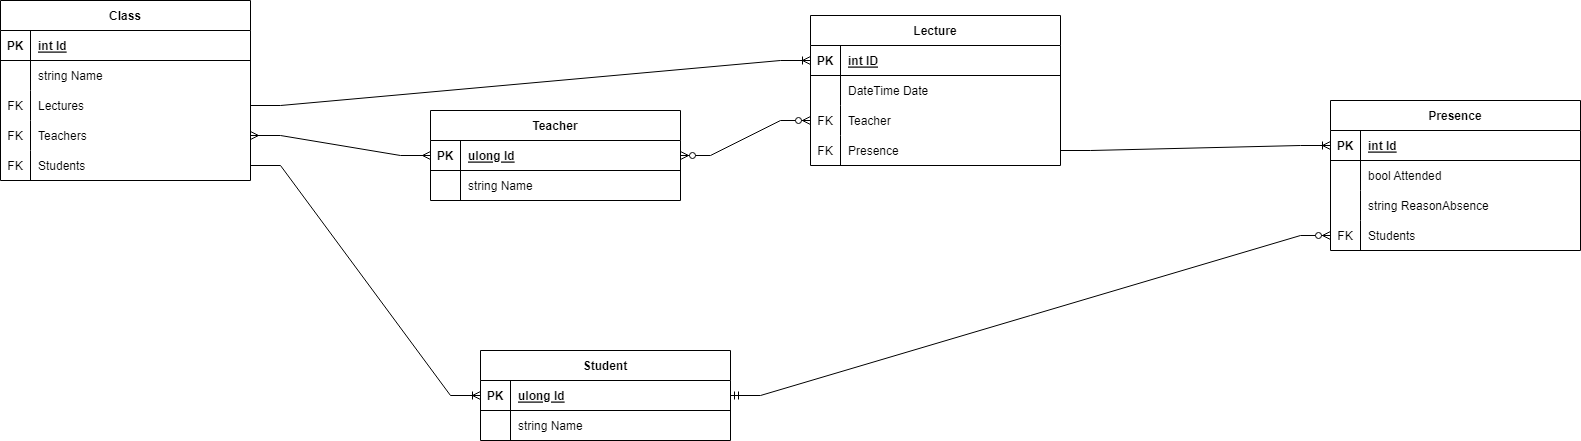 Class
PK int Id
string Name
FK Lectures
FK Teachers
FK Students
Teacher
PK ulong Id
string Name
Lecture
PK int ID
DateTime Date
FK Teacher
FK Presence
Presence
PK int Id
bool Attended
string ReasonAbsence
FK Students
Student
PK ulong Id
string Name